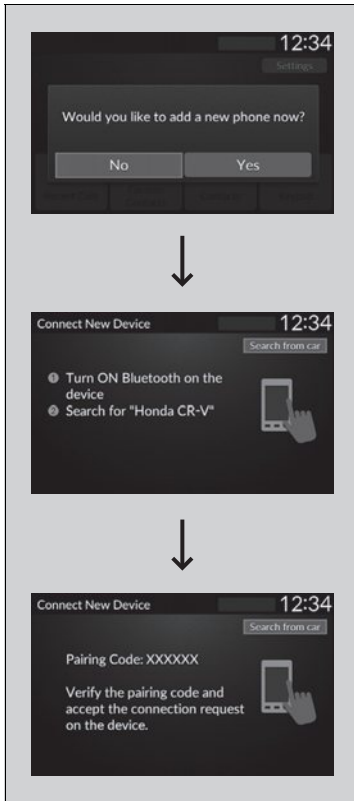 12:34
Settings
Would you like to add a new phone now?
No
Yes
Connect New Device
12:34
Search from car
❶ Turn ON Bluetooth on the
device
❷ Search for "Honda CR-V"
Connect New Device
12:34
Search from car
Pairing Code: XXXXXX
Verify the pairing code and
accept the connection request
on the device.